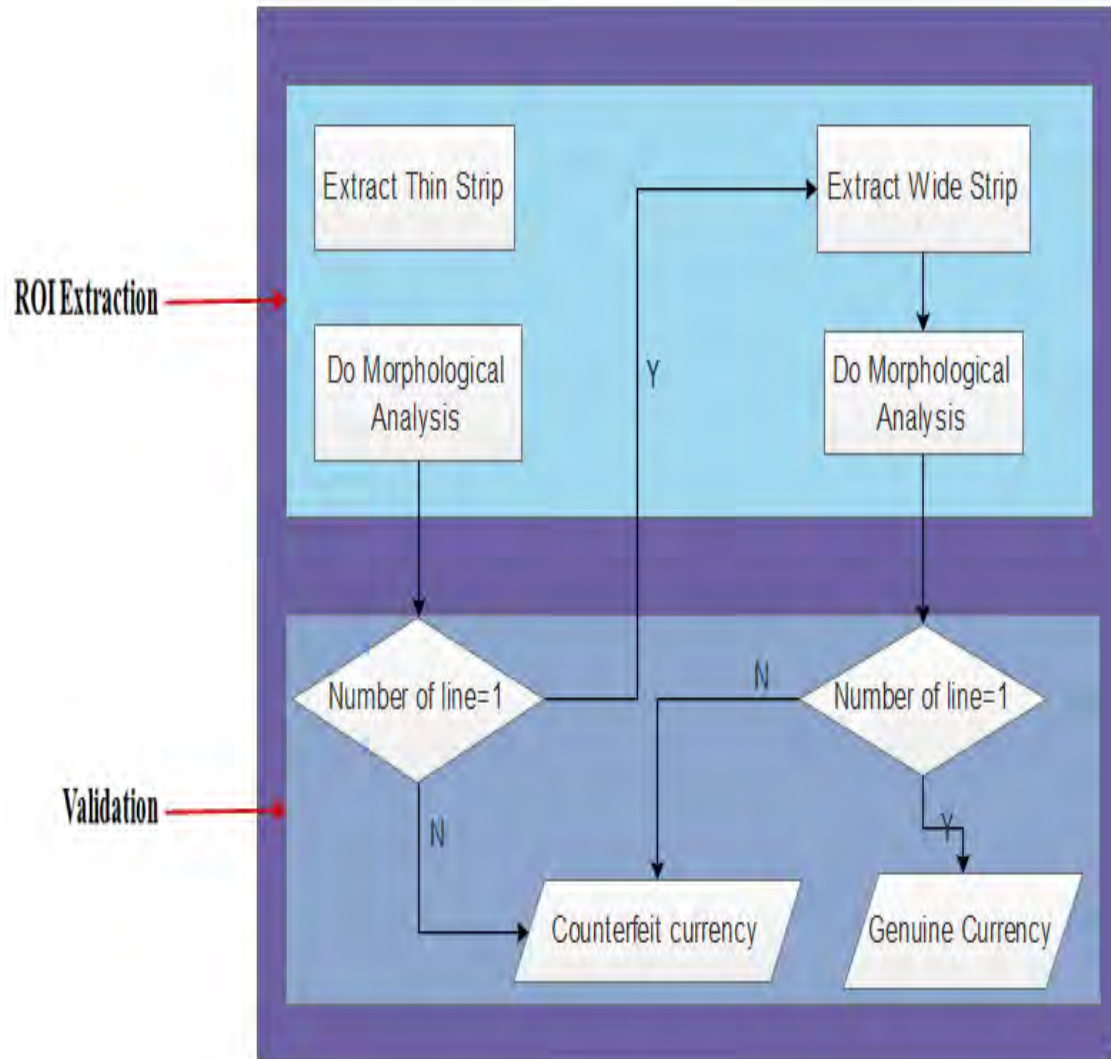 Extract Thin Strip
Extract Wide Strip
ROI Extraction
Do Morphological
Analysis
Y
Do Morphological
Analysis
Number of line=1
N
Number of line=1
Validation
N
Y
Counterfeit currency
Genuine Currency